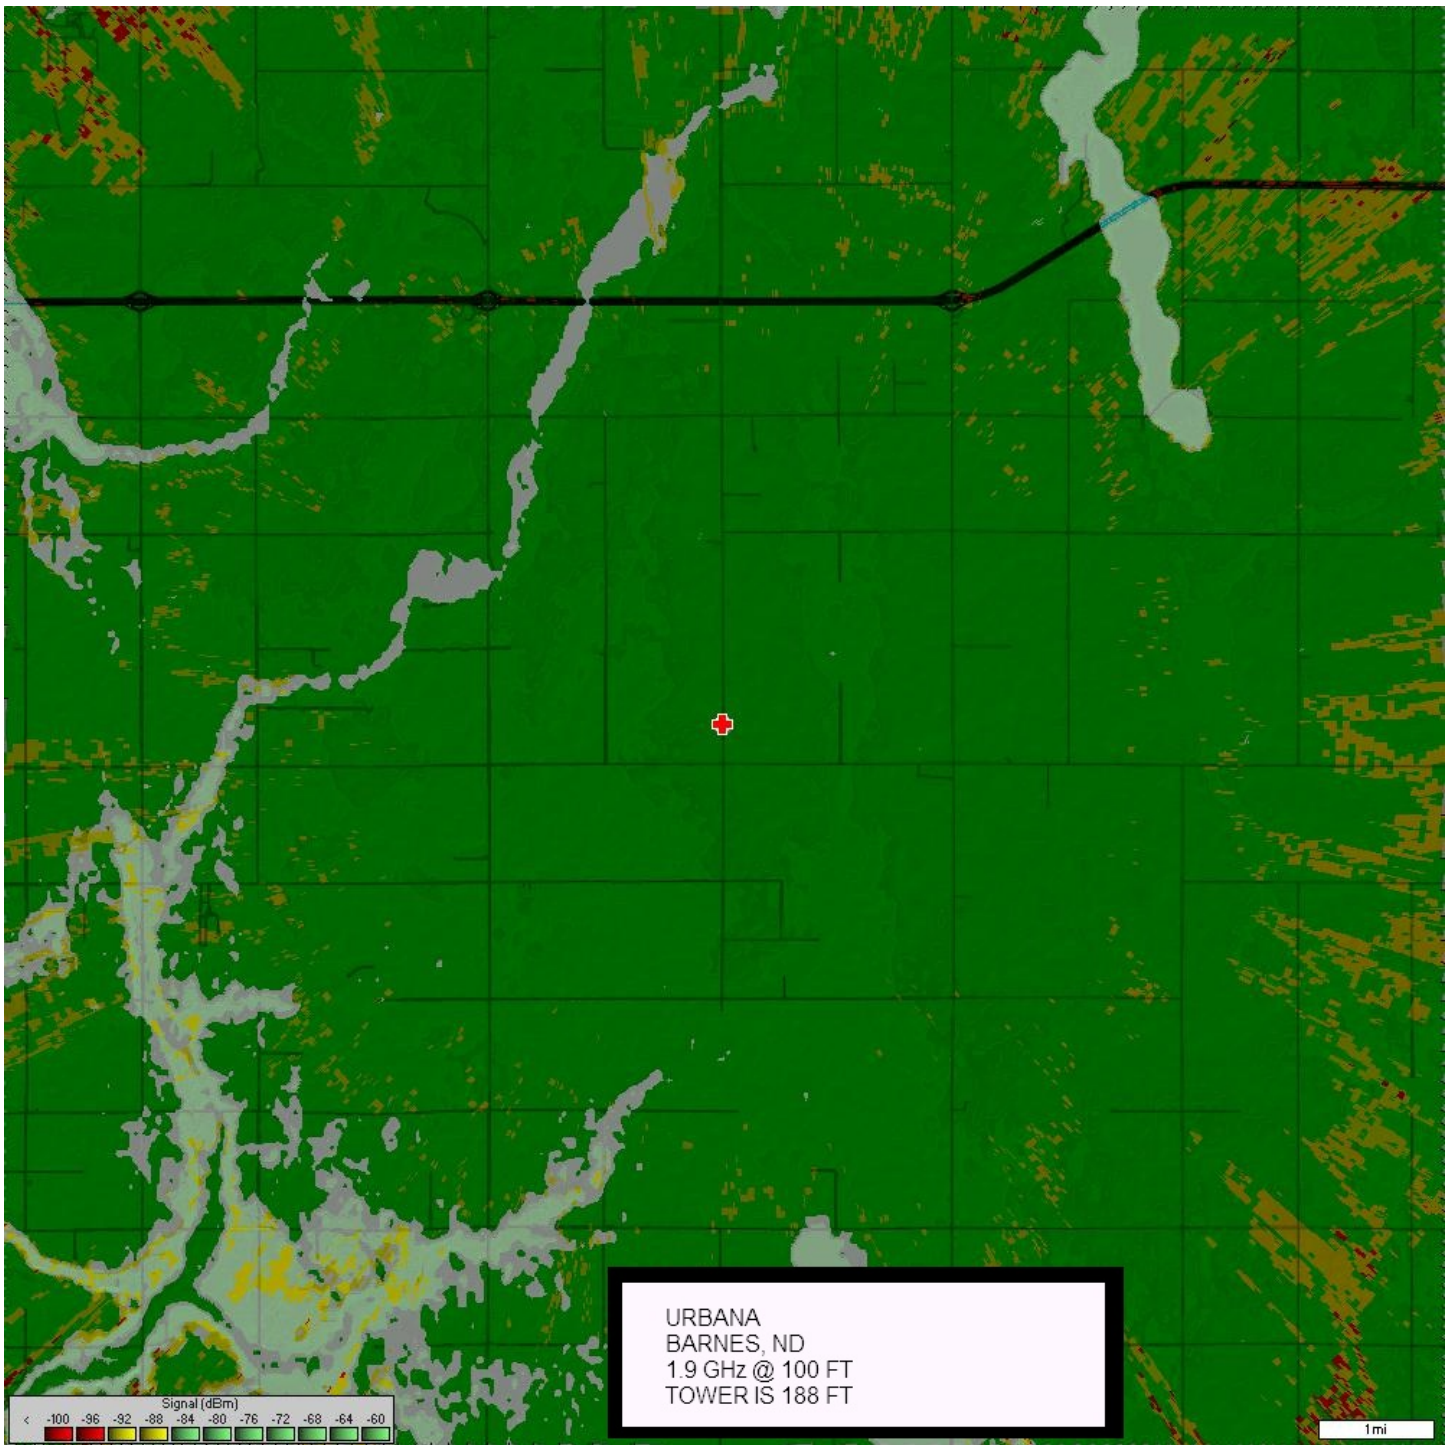 URBANA
BARNES, ND
1.9 GHz @ 100 FT
TOWER IS 188 FT
Signal (dBm)
< -100 -96 -92 -88 -84 -80 -76 -72 -68 -64 -60
1mi